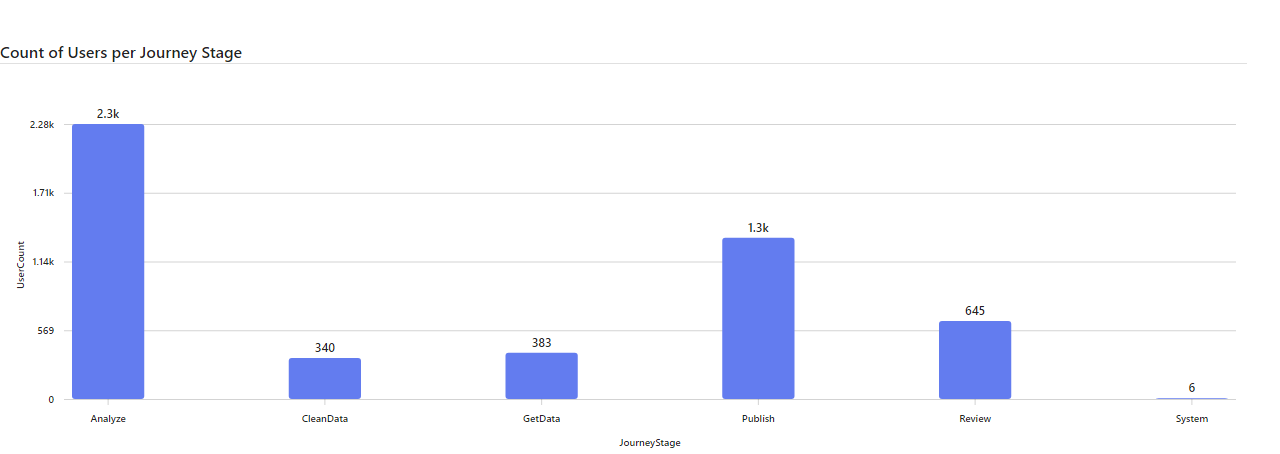 Count of Users per Journey Stage
2.3k
2.28k
1.71k
1.3k
UserCount
1.14k
645
569
340
383
6
0
Analyze
CleanData
GetData
Publish
Review
System
JourneyStage